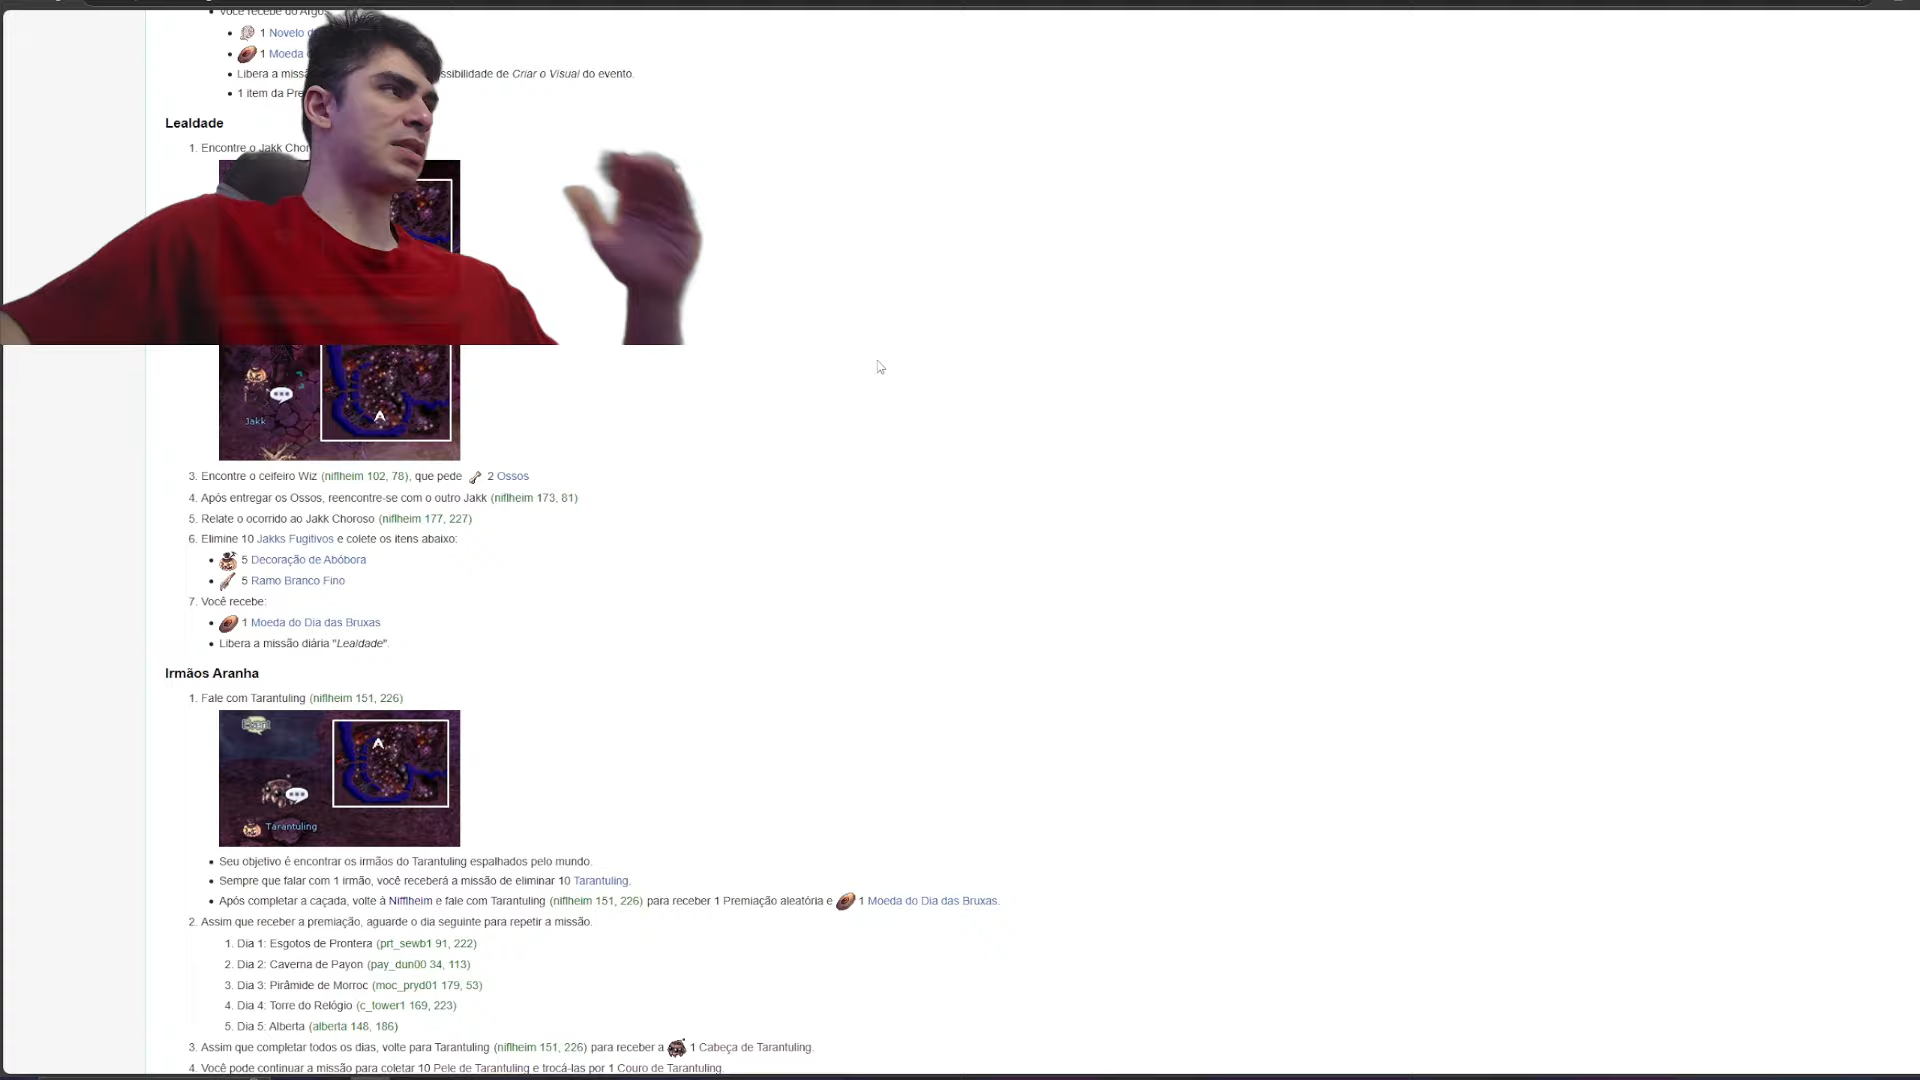 Você recebe do Argos
1 Novelo
1 Moeda
Libera a missão ssibilidade de Criar o Visual do evento.
1 item da Pre
Lealdade
1. Encontre o Jakk Chor
Jakk
3. Encontre o ceifeiro Wiz (niflheim 102, 78), que pede 2 Ossos
4. Após entregar os Ossos, reencontre-se com o outro Jakk (niflheim 173, 81)
5. Relate o ocorrido ao Jakk Choroso (niflheim 177, 227)
6. Elimine 10 Jakks Fugitivos e colete os itens abaixo:
5 Decoração de Abóbora
5 Ramo Branco Fino
7. Você recebe:
1 Moeda do Dia das Bruxas
Libera a missão diária "Lealdade".
Irmãos Aranha
1. Fale com Tarantuling (niflheim 151, 226)
Event
Tarantuling
Seu objetivo é encontrar os irmãos do Tarantuling espalhados pelo mundo.
Sempre que falar com 1 irmão, você receberá a missão de eliminar 10 Tarantuling.
Após completar a caçada, volte à Nifflheim e fale com Tarantuling (niflheim 151, 226) para receber 1 Premiação aleatória e 1 Moeda do Dia das Bruxas.
2. Assim que receber a premiação, aguarde o dia seguinte para repetir a missão.
1. Dia 1: Esgotos de Prontera (prt_sewb1 91, 222)
2. Dia 2: Caverna de Payon (pay_dun00 34, 113)
3. Dia 3: Pirâmide de Morroc (moc_pryd01 179, 53)
4. Dia 4: Torre do Relógio (c_tower1 169, 223)
5. Dia 5: Alberta (alberta 148, 186)
3. Assim que completar todos os dias, volte para Tarantuling (niflheim 151, 226) para receber a 1 Cabeça de Tarantuling.
4. Você pode continuar a missão para coletar 10 Pele de Tarantuling e trocá-las por 1 Couro de Tarantuling.